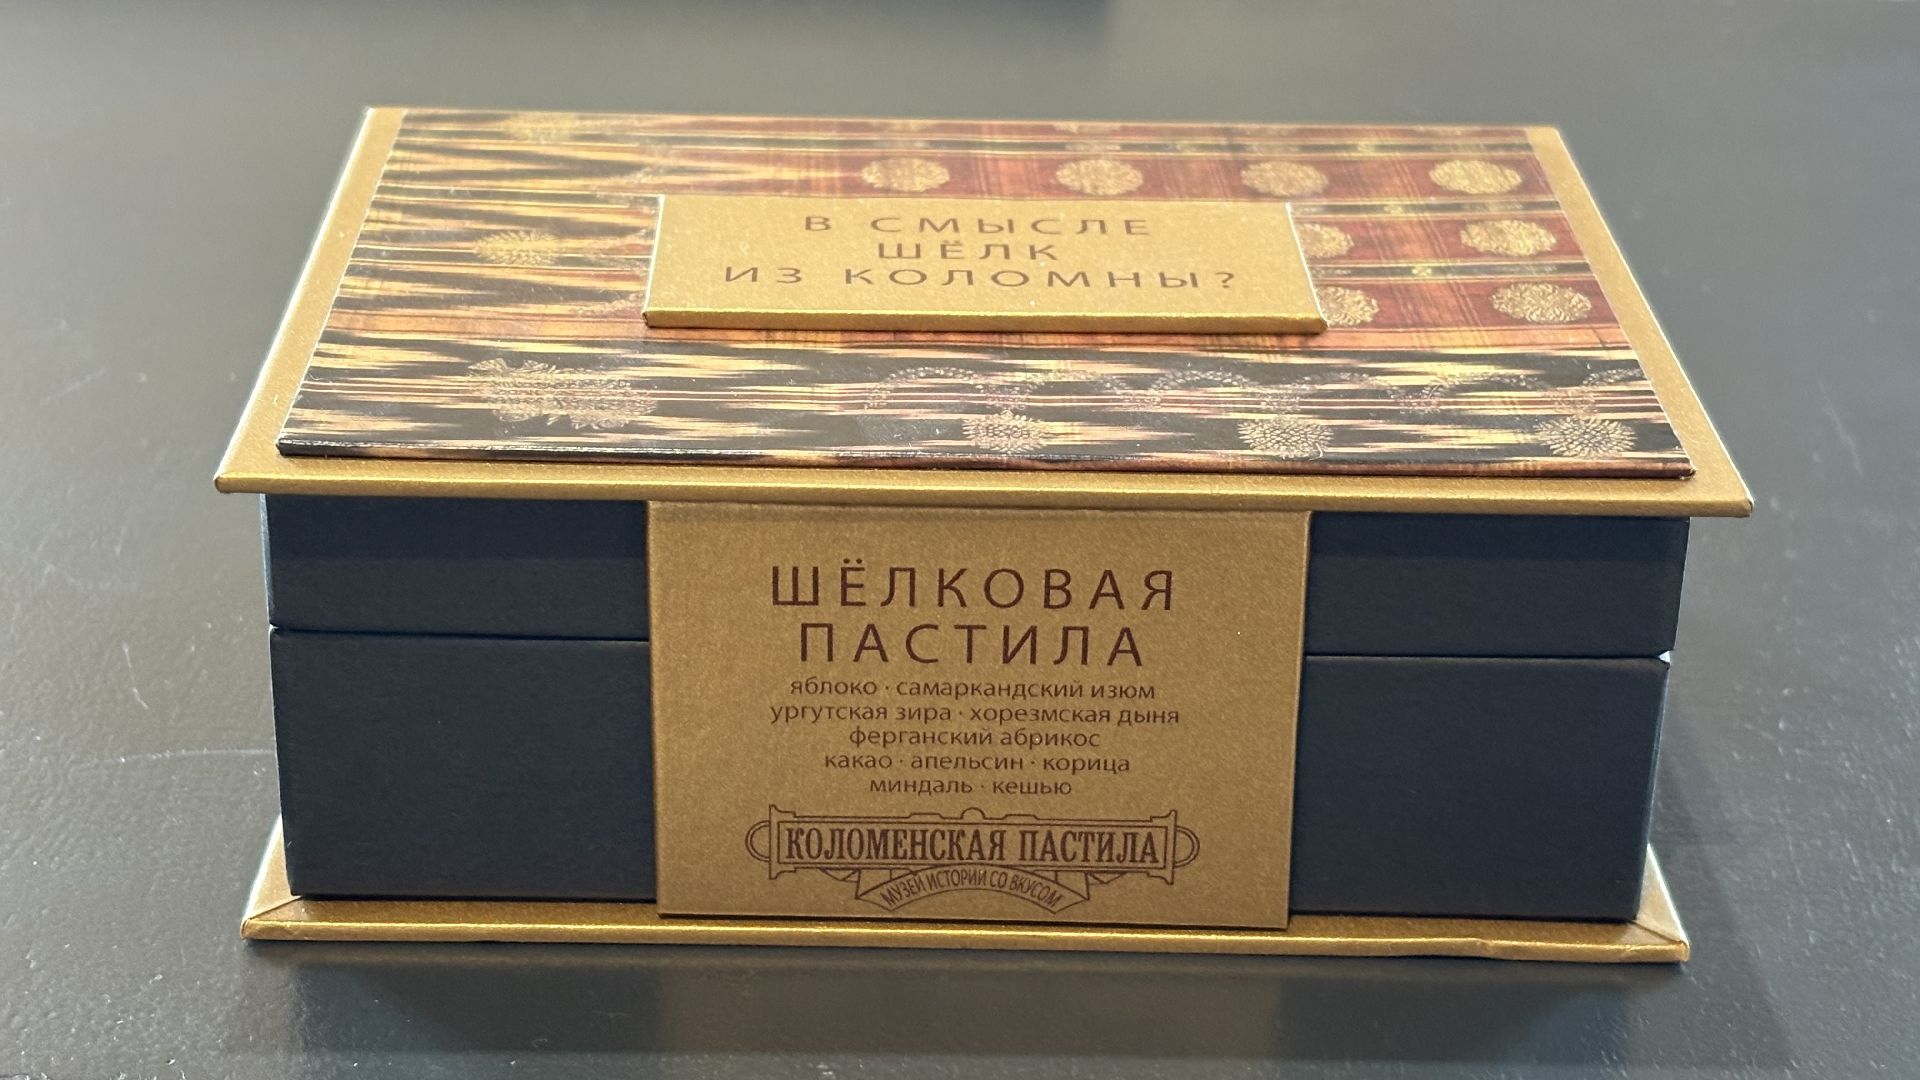 В СМЫСЛЕ
ШЁЛК
ИЗ КОЛОМНЫ?
ШЁЛКОВАЯ
ПАСТИЛА
яблоко · самаркандский изюм
ургутская зира · хорезмская дыня
ферганский абрикос
какао · апельсин · корица
миндаль · кешью
КОЛОМЕНСКАЯ ПАСТИЛА
МУЗЕЙ ИСТОРИИ СО ВКУСОМ